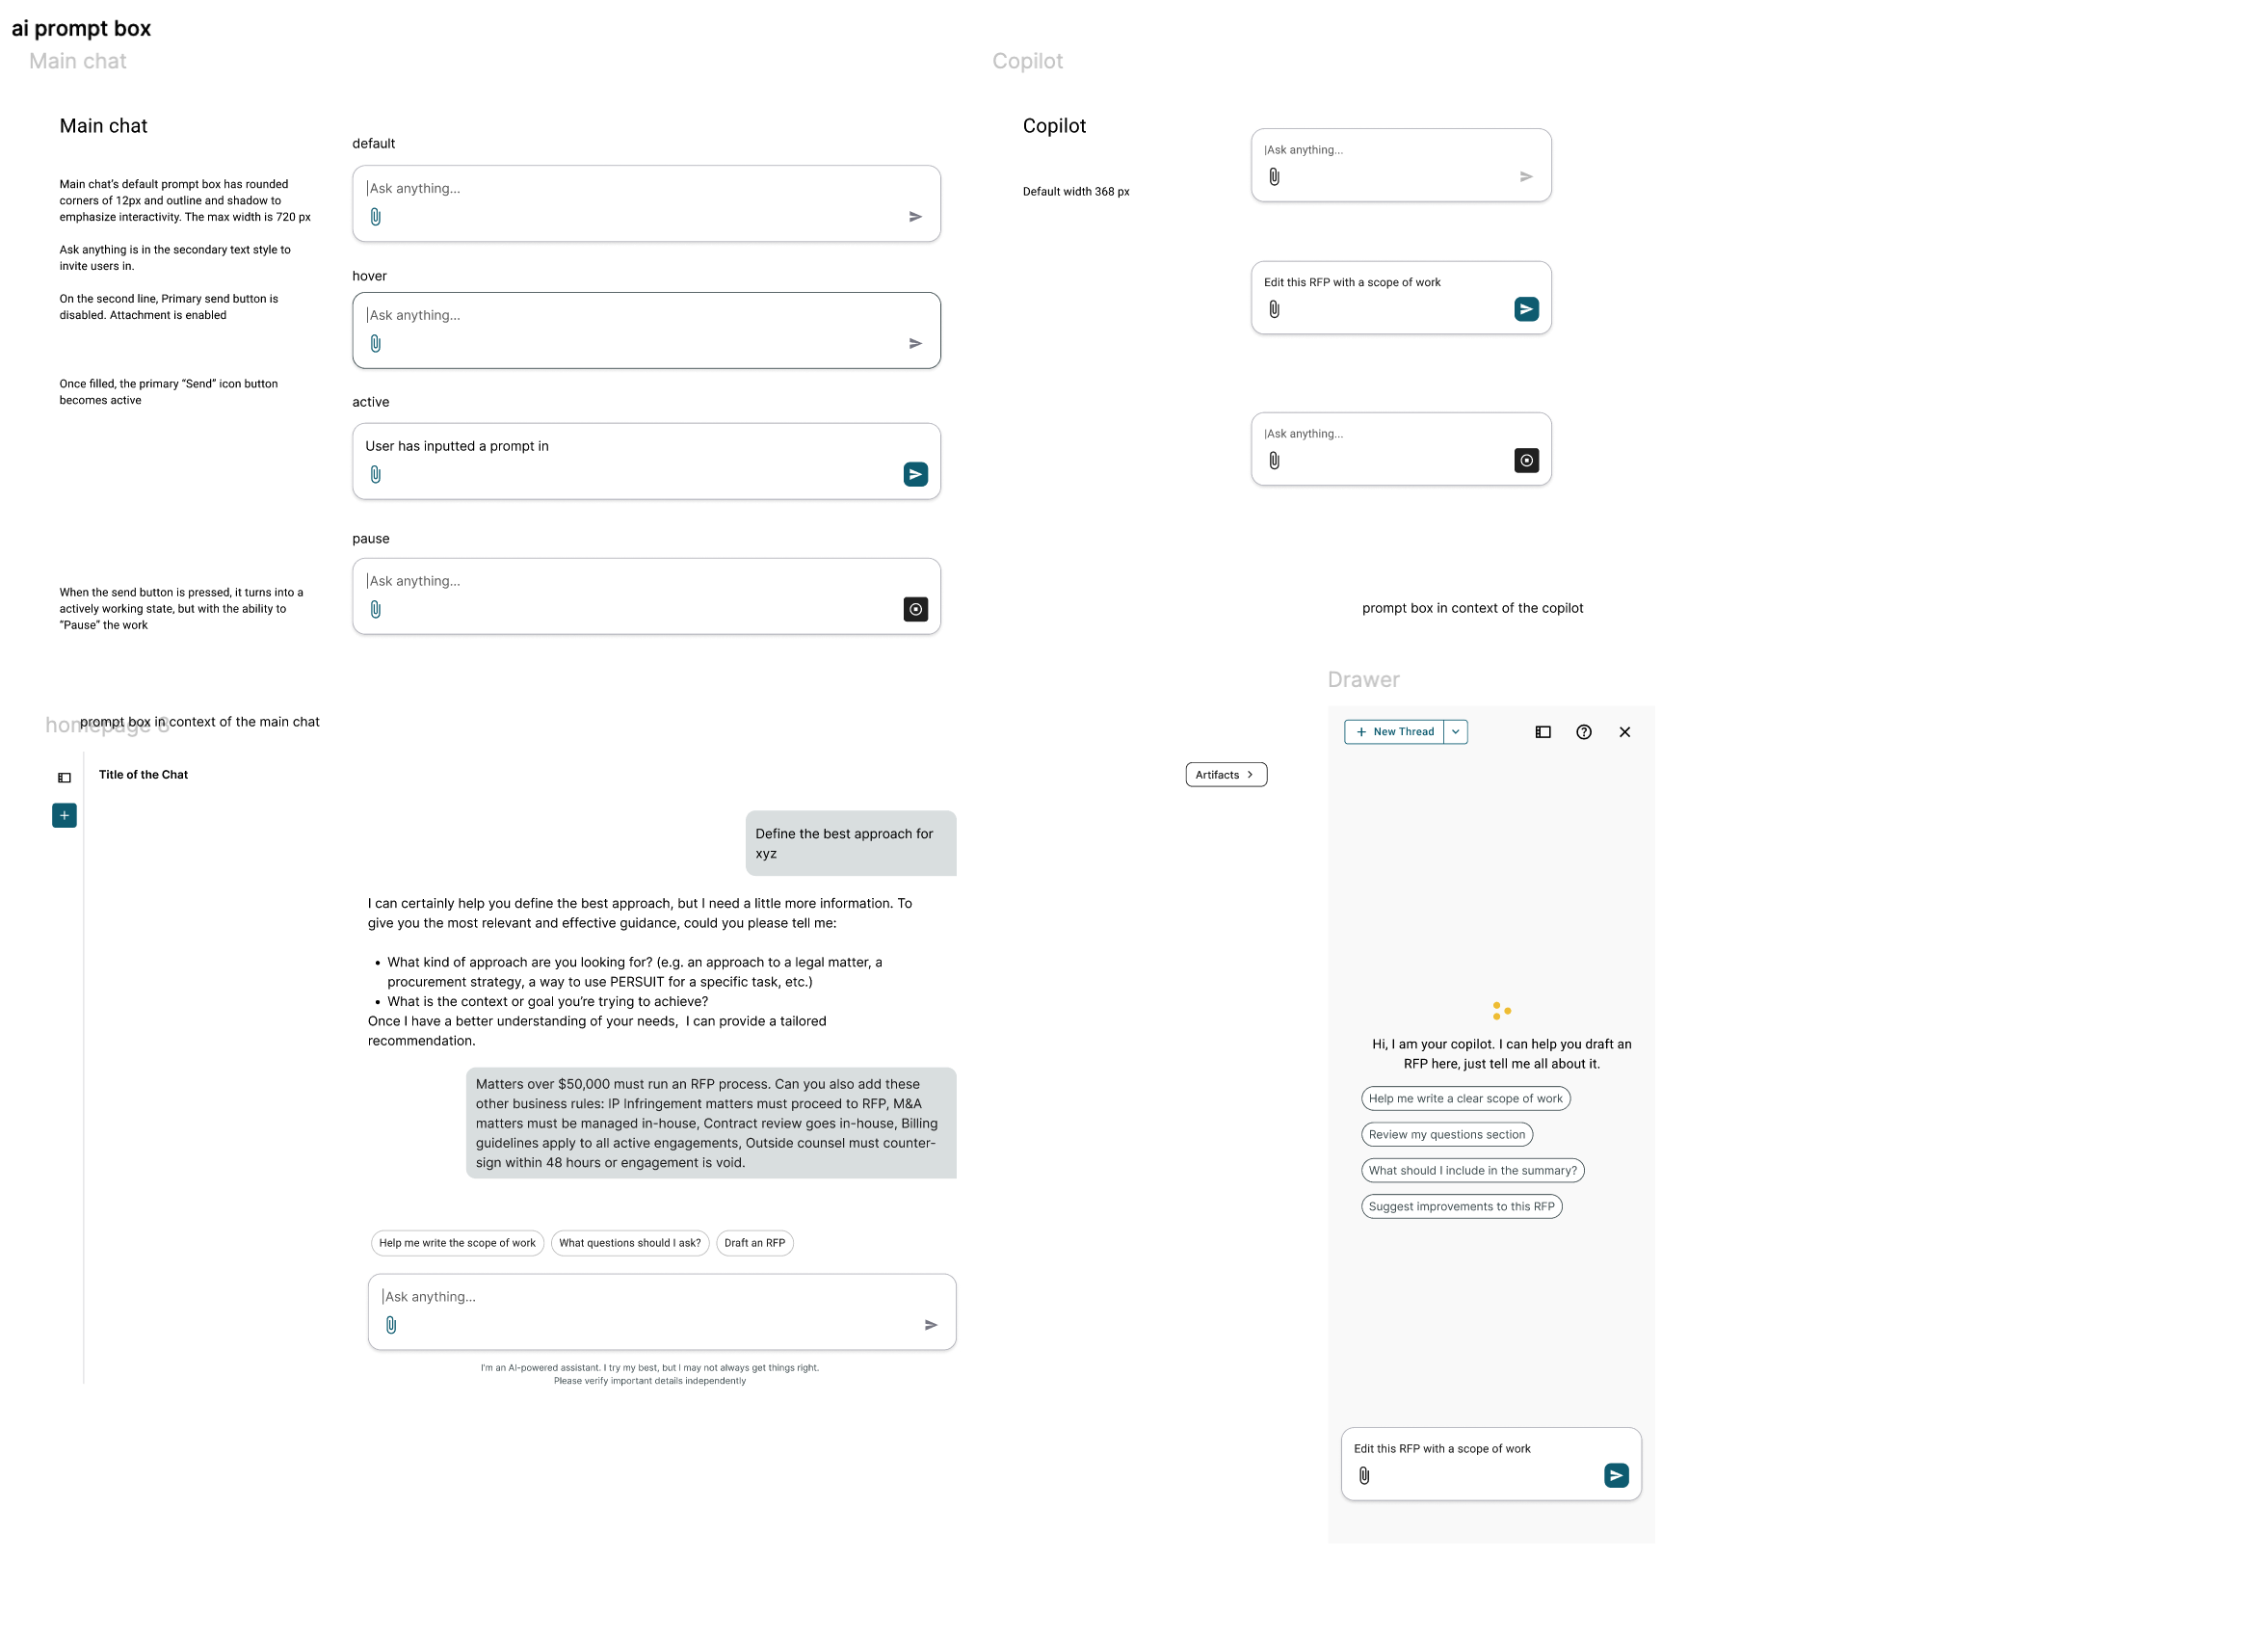 ai prompt box
Main chat
Main chat
Main chat's default prompt box has rounded
corners of 12px and outline and shadow to
emphasize interactivity. The max width is 720 px
Ask anything is in the secondary text style to
invite users in.
On the second line, Primary send button is
disabled. Attachment is enabled
Once filled, the primary “Send” icon button
becomes active
When the send button is pressed, it turns into a
actively working state, but with the ability to
“Pause” the work
default
Ask anything...
hover
Ask anything...
active
User has inputted a prompt in
pause
Ask anything...
Copilot
Copilot
Default width 368 px
Ask anything...
Edit this RFP with a scope of work
Ask anything...
prompt box in context of the copilot
homepage 8
prompt box in context of the main chat
Title of the Chat
Artifacts
Define the best approach for
xyz
I can certainly help you define the best approach, but I need a little more information. To
give you the most relevant and effective guidance, could you please tell me:
• What kind of approach are you looking for? (e.g. an approach to a legal matter, a
procurement strategy, a way to use PERSUIT for a specific task, etc.)
• What is the context or goal you’re trying to achieve?
Once I have a better understanding of your needs,  I can provide a tailored
recommendation.
Matters over $50,000 must run an RFP process. Can you also add these
other business rules: IP Infringement matters must proceed to RFP, M&A
matters must be managed in-house, Contract review goes in-house, Billing
guidelines apply to all active engagements, Outside counsel must counter-
sign within 48 hours or engagement is void.
Help me write the scope of work
What questions should I ask?
Draft an RFP
Ask anything...
I'm an AI-powered assistant. I try my best, but I may not always get things right.
Please verify important details independently
Drawer
New Thread
Hi, I am your copilot. I can help you draft an
RFP here, just tell me all about it.
Help me write a clear scope of work
Review my questions section
What should I include in the summary?
Suggest improvements to this RFP
Edit this RFP with a scope of work